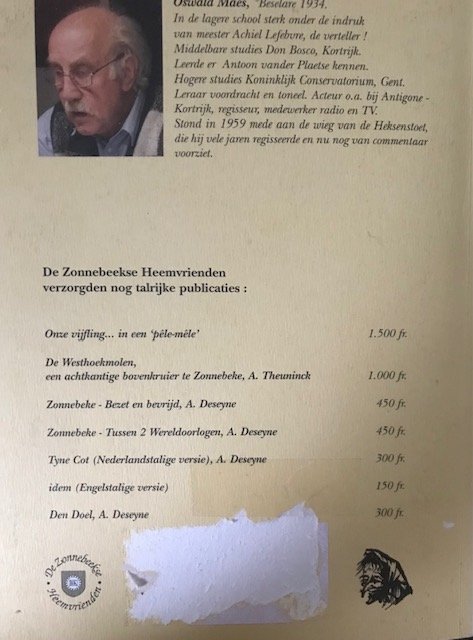 Oswald Maes, °Beselare 1934.
In de lagere school sterk onder de indruk
van meester Achiel Lefebvre, de verteller !
Middelbare studies Don Bosco, Kortrijk.
Leerde er Antoon vander Plaetse kennen.
Hogere studies Koninklijk Conservatorium, Gent.
Leraar voordracht en toneel. Acteur o.a. bij Antigone -
Kortrijk, regisseur, medewerker radio en TV.
Stond in 1959 mede aan de wieg van de Heksenstoet,
die hij vele jaren regisseerde en nu nog van commentaar
voorziet.
De Zonnebeekse Heemvrienden
verzorgden nog talrijke publicaties :
Onze vijfling... in een 'pêle-mêle' 1.500 fr.
De Westhoekmolen,
een achtkantige bovenkruier te Zonnebeke, A. Theuninck 1.000 fr.
Zonnebeke - Bezet en bevrijd, A. Deseyne 450 fr.
Zonnebeke - Tussen 2 Wereldoorlogen, A. Deseyne 450 fr.
Tyne Cot (Nederlandstalige versie), A. Deseyne 300 fr.
idem (Engelstalige versie) 150 fr.
Den Doel, A. Deseyne 300 fr.
De Zonnebeekse
Heemvrienden